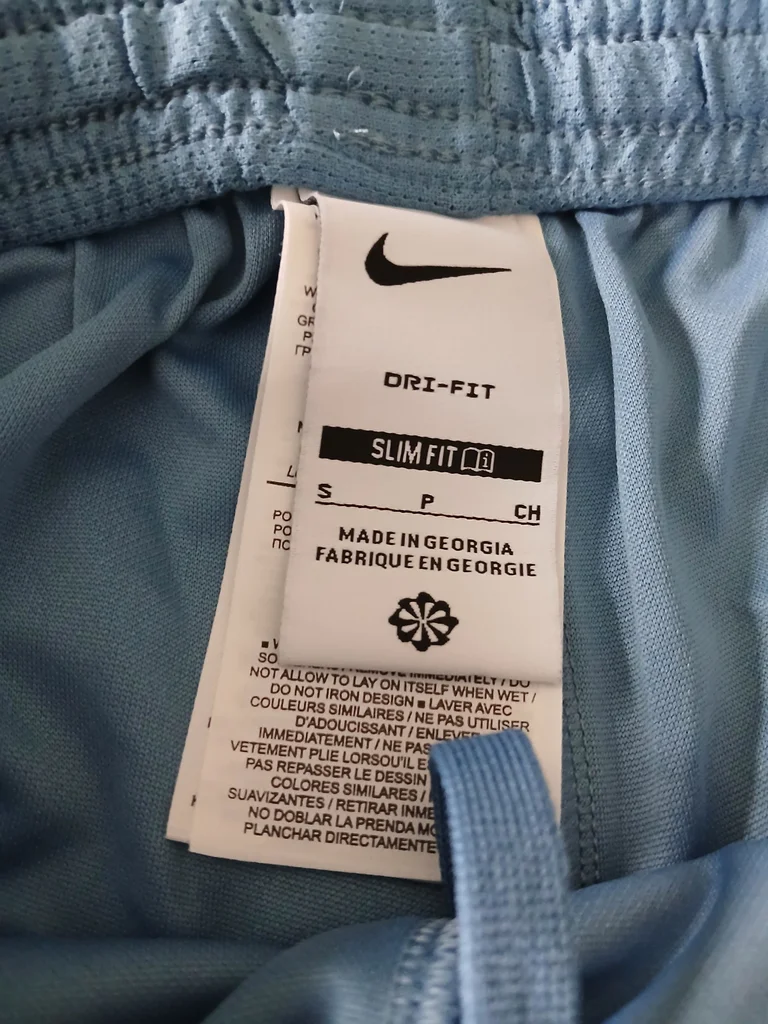 DRI-FIT
SLIM FIT
S P CH
MADE IN GEORGIA
FABRIQUE EN GEORGIE
IMMEDIATELY / DO
NOT ALLOW TO LAY ON ITSELF WHEN WET /
DO NOT IRON DESIGN ■ LAVER AVEC
COULEURS SIMILAIRES / NE PAS UTILISER
D'ADOUCISSANT / ENLEVER
IMMEDIATEMENT / NE PAS
VETEMENT PLIE LORSQU'IL E
PAS REPASSER LE DESSIN
COLORES SIMILARES /
SUAVIZANTES / RETIRAR INME
NO DOBLAR LA PRENDA MO
PLANCHAR DIRECTAMENTE